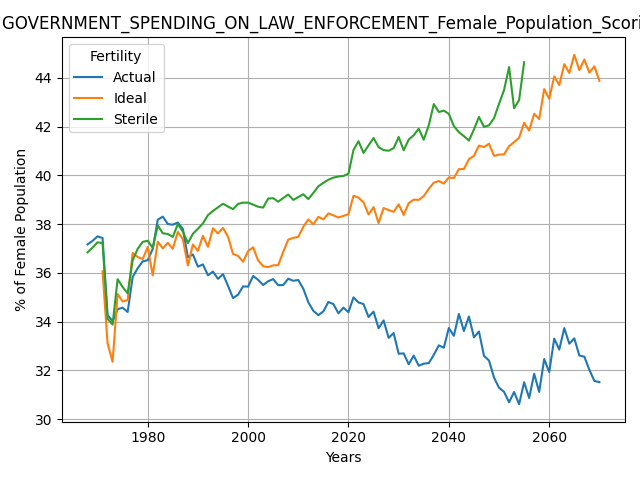 GOVERNMENT_SPENDING_ON_LAW_ENFORCEMENT_Female_Population_Scori
Fertility
Actual
Ideal
Sterile
% of Female Population
44
42
40
38
36
34
32
30
1980
2000
2020
2040
2060
Years